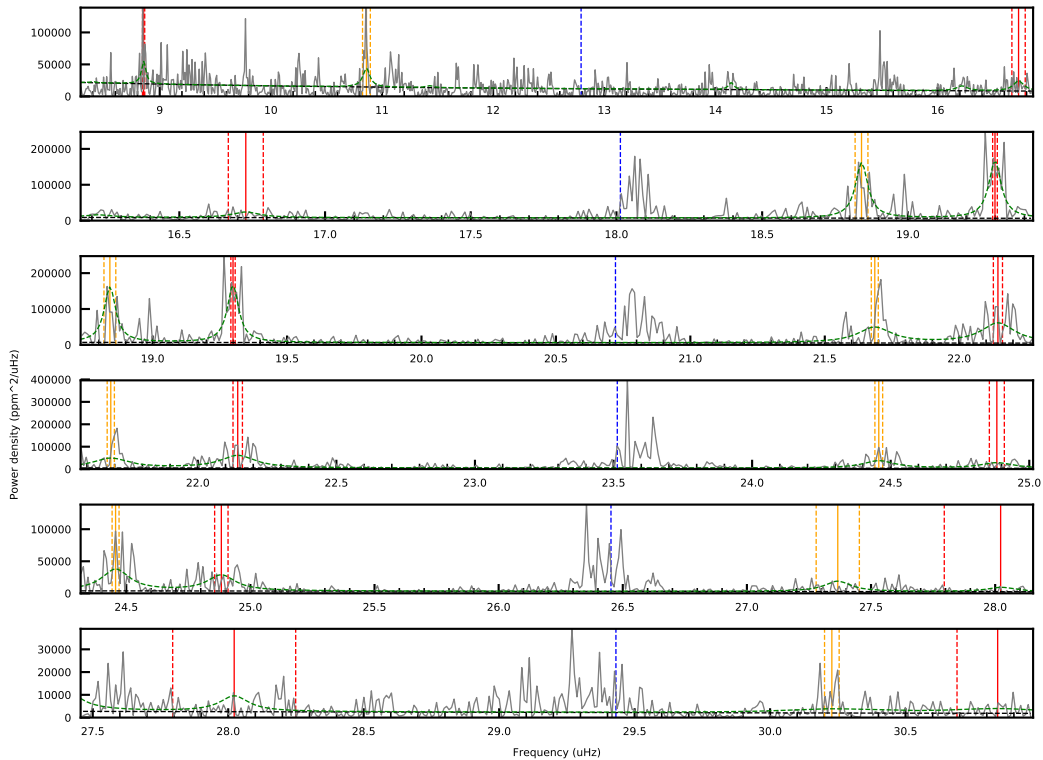 100000
50000
0
9 10 11 12 13 14 15 16
200000
100000
0
16.5 17.0 17.5 18.0 18.5 19.0
200000
100000
0
19.0 19.5 20.0 20.5 21.0 21.5 22.0
Power density (ppm^2/uHz)
400000
300000
200000
100000
0
22.0 22.5 23.0 23.5 24.0 24.5 25.0
100000
50000
0
24.5 25.0 25.5 26.0 26.5 27.0 27.5 28.0
30000
20000
10000
0
27.5 28.0 28.5 29.0 29.5 30.0 30.5
Frequency (uHz)